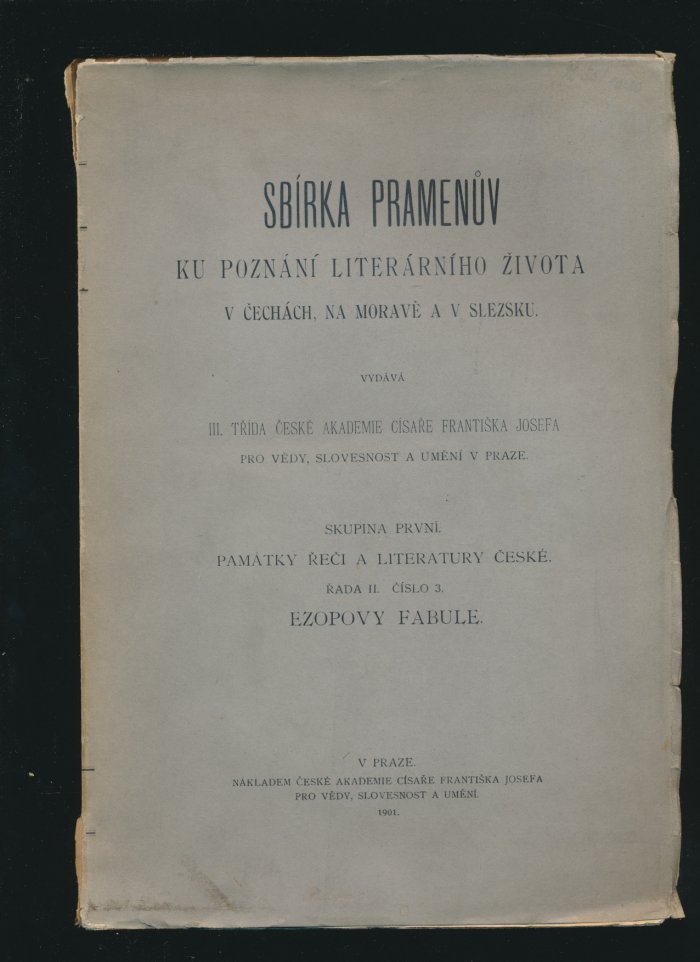 SBÍRKA PRAMENŮV
KU POZNÁNÍ LITERÁRNÍHO ŽIVOTA
V ČECHÁCH, NA MORAVĚ A V SLEZSKU.
VYDÁVÁ
III. TŘÍDA ČESKÉ AKADEMIE CÍSAŘE FRANTIŠKA JOSEFA
PRO VĚDY, SLOVESNOST A UMĚNÍ V PRAZE.
SKUPINA PRVNÍ.
PAMÁTKY ŘEČI A LITERATURY ČESKÉ.
ŘADA II. ČÍSLO 3.
EZOPOVY FABULE.
V PRAZE.
NÁKLADEM ČESKÉ AKADEMIE CÍSAŘE FRANTIŠKA JOSEFA
PRO VĚDY, SLOVESNOST A UMĚNÍ.
1901.